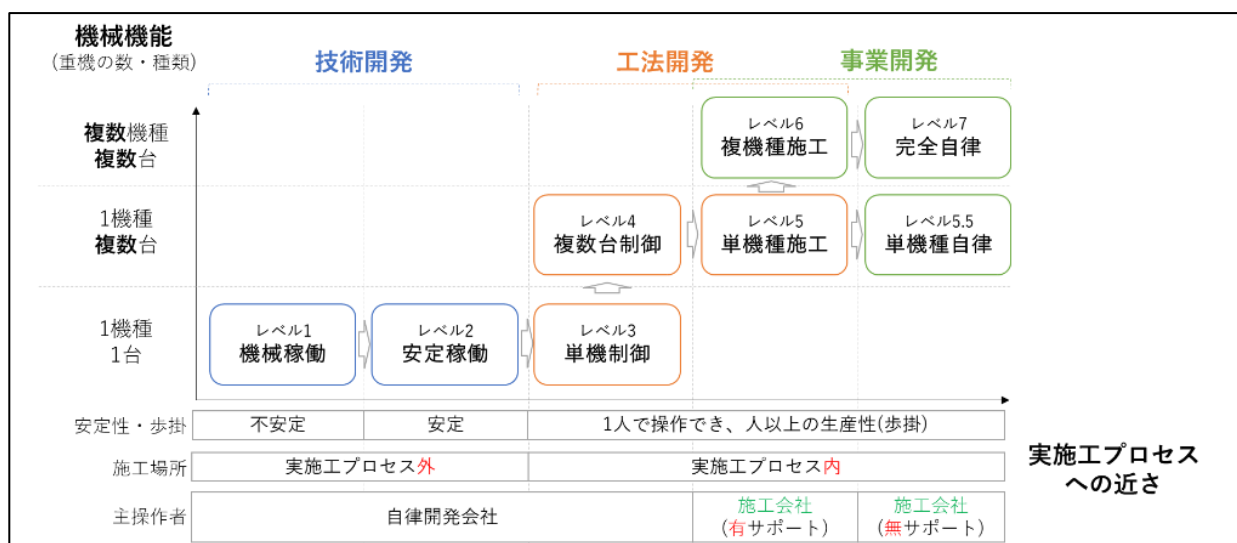 機械機能
(重機の数・種類)
技術開発
工法開発
事業開発
複数機種
複数台
レベル6
複機種施工
レベル7
完全自律
1機種
複数台
レベル4
複数台制御
レベル5
単機種施工
レベル5.5
単機種自律
1機種
1台
レベル1
機械稼働
レベル2
安定稼働
レベル3
単機制御
安定性・歩掛
不安定
安定
1人で操作でき、人以上の生産性(歩掛)
施工場所
実施工プロセス外
実施工プロセス内
実施工プロセス
への近さ
主操作者
自律開発会社
施工会社
(有サポート)
施工会社
(無サポート)